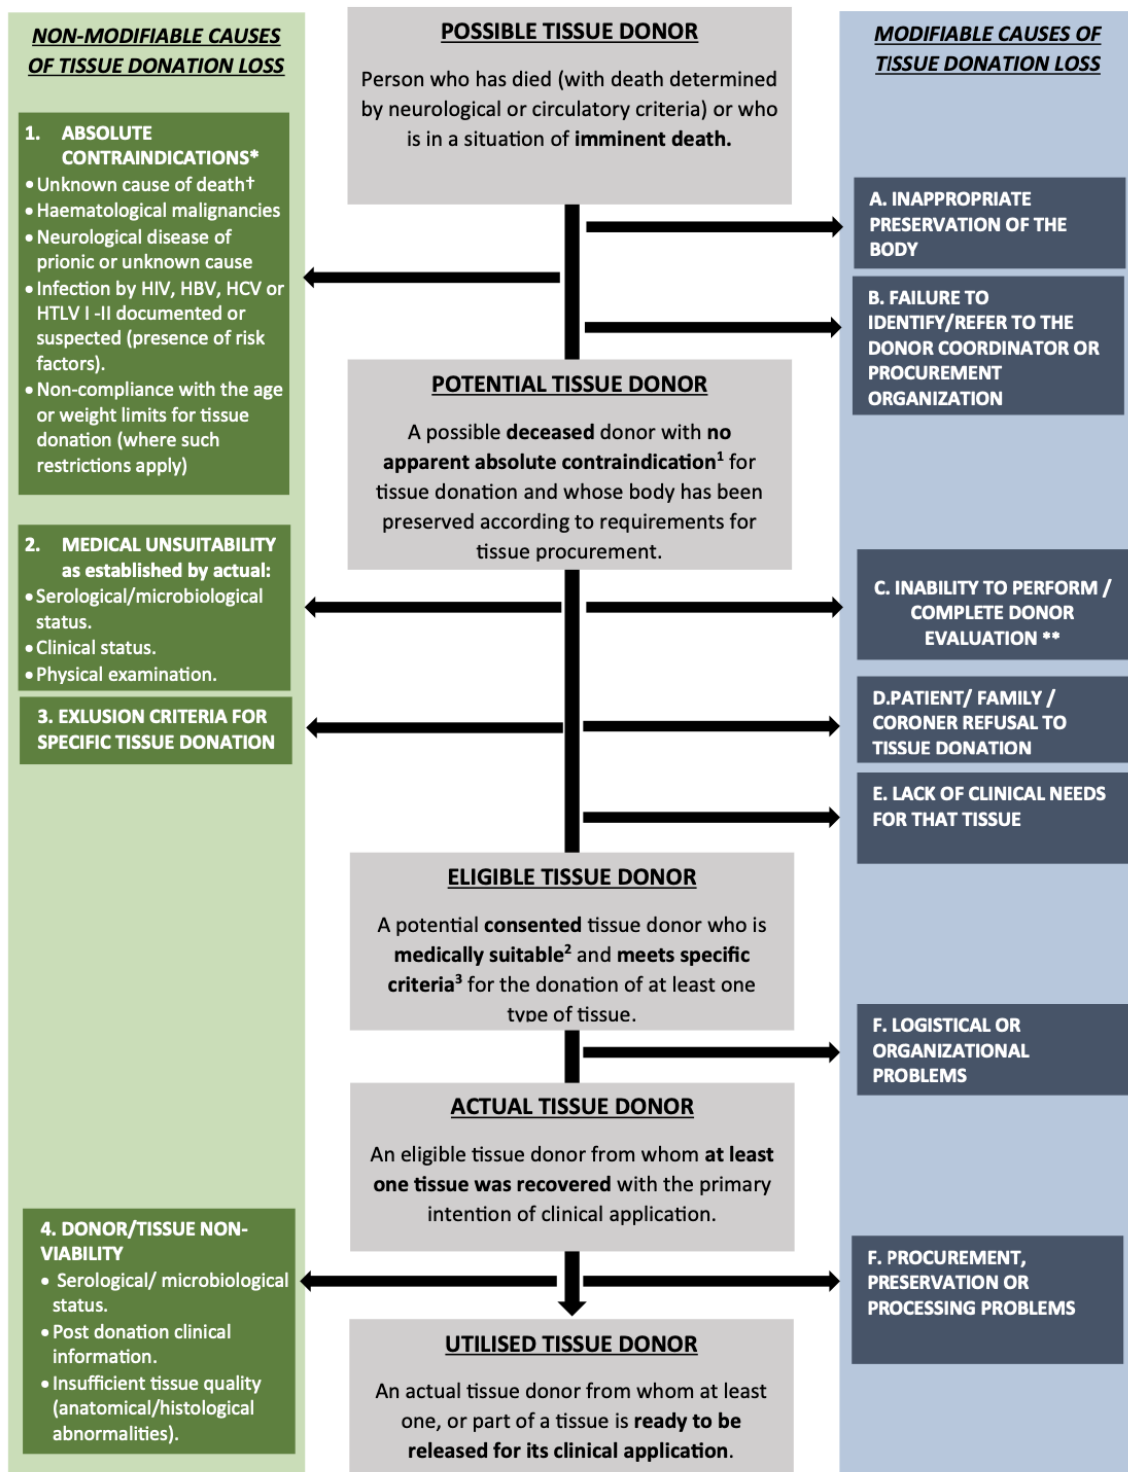 NON-MODIFIABLE CAUSES
OF TISSUE DONATION LOSS
1. ABSOLUTE
CONTRAINDICATIONS*
• Unknown cause of death†
• Haematological malignancies
• Neurological disease of
prionic or unknown cause
• Infection by HIV, HBV, HCV or
HTLV I -II documented or
suspected (presence of risk
factors).
• Non-compliance with the age
or weight limits for tissue
donation (where such
restrictions apply)
2. MEDICAL UNSUITABILITY
as established by actual:
• Serological/microbiological
status.
• Clinical status.
• Physical examination.
3. EXLUSION CRITERIA FOR
SPECIFIC TISSUE DONATION
4. DONOR/TISSUE NON-
VIABILITY
• Serological/ microbiological
status.
• Post donation clinical
information.
• Insufficient tissue quality
(anatomical/histological
abnormalities).
POSSIBLE TISSUE DONOR
Person who has died (with death determined
by neurological or circulatory criteria) or who
is in a situation of imminent death.
POTENTIAL TISSUE DONOR
A possible deceased donor with no
apparent absolute contraindication¹ for
tissue donation and whose body has been
preserved according to requirements for
tissue procurement.
ELIGIBLE TISSUE DONOR
A potential consented tissue donor who is
medically suitable² and meets specific
criteria³ for the donation of at least one
type of tissue.
ACTUAL TISSUE DONOR
An eligible tissue donor from whom at least
one tissue was recovered with the primary
intention of clinical application.
UTILISED TISSUE DONOR
An actual tissue donor from whom at least
one, or part of a tissue is ready to be
released for its clinical application.
MODIFIABLE CAUSES OF
TISSUE DONATION LOSS
A. INAPPROPRIATE
PRESERVATION OF THE
BODY
B. FAILURE TO
IDENTIFY/REFER TO THE
DONOR COORDINATOR OR
PROCUREMENT
ORGANIZATION
C. INABILITY TO PERFORM /
COMPLETE DONOR
EVALUATION **
D.PATIENT/ FAMILY /
CORONER REFUSAL TO
TISSUE DONATION
E. LACK OF CLINICAL NEEDS
FOR THAT TISSUE
F. LOGISTICAL OR
ORGANIZATIONAL
PROBLEMS
F. PROCUREMENT,
PRESERVATION OR
PROCESSING PROBLEMS